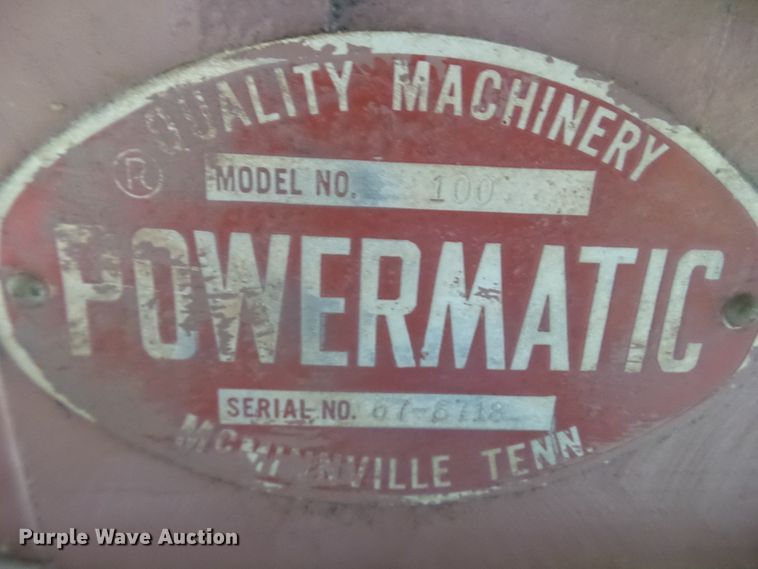 QUALITY MACHINERY
®
MODEL NO. 100
POWERMATIC
SERIAL NO. 67-6718
MCMINNVILLE TENN.
Purple Wave Auction